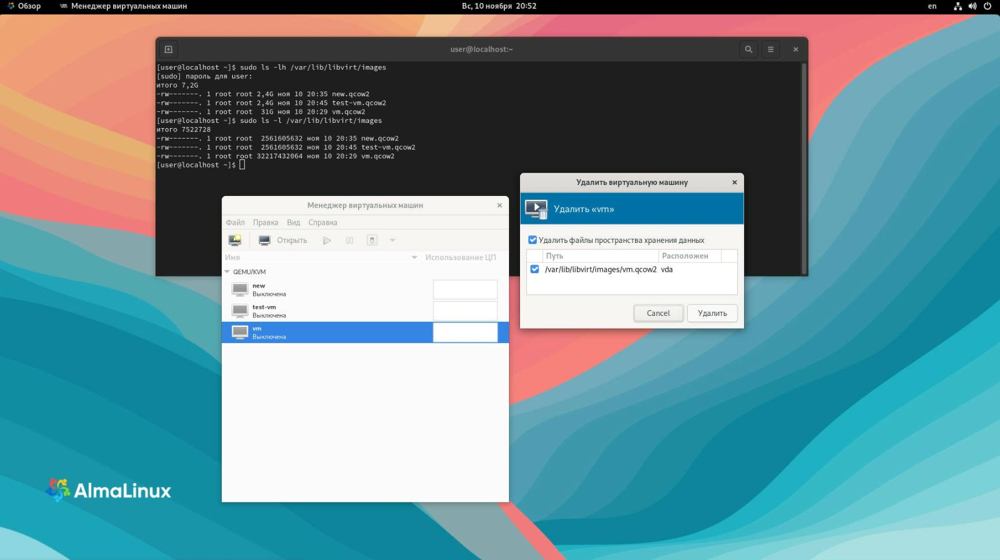 Обзор
Менеджер виртуальных машин
Вс, 10 ноября 20:52
en
user@localhost:~
[user@localhost ~]$ sudo ls -lh /var/lib/libvirt/images
[sudo] пароль для user:
итого 7,2G
-rw-------. 1 root root 2,4G ноя 10 20:35 new.qcow2
-rw-------. 1 root root 2,4G ноя 10 20:45 test-vm.qcow2
-rw-------. 1 root root  31G ноя 10 20:29 vm.qcow2
[user@localhost ~]$ sudo ls -l /var/lib/libvirt/images
итого 7522728
-rw-------. 1 root root  2561605632 ноя 10 20:35 new.qcow2
-rw-------. 1 root root  2561605632 ноя 10 20:45 test-vm.qcow2
-rw-------. 1 root root 32217432064 ноя 10 20:29 vm.qcow2
[user@localhost ~]$
Менеджер виртуальных машин
Файл Правка Вид Справка
Открыть
Имя Использование ЦП
QEMU/KVM
new
Выключена
test-vm
Выключена
vm
Выключена
Удалить виртуальную машину
Удалить «vm»
Удалить файлы пространства хранения данных
Путь Расположен
/var/lib/libvirt/images/vm.qcow2 vda
Cancel Удалить
AlmaLinux